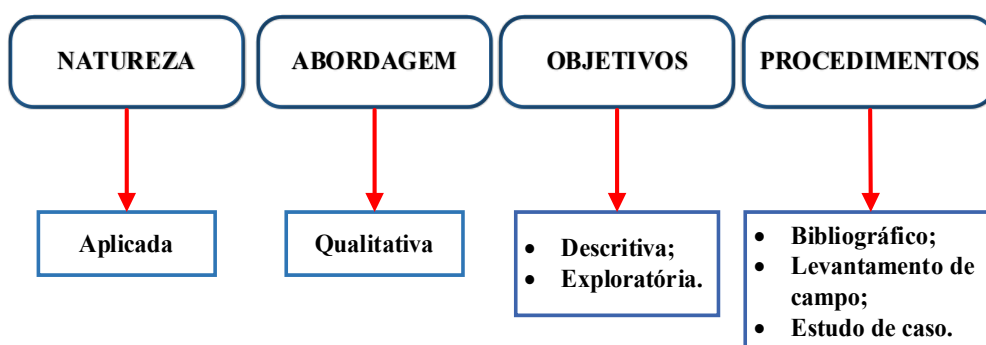 NATUREZA
ABORDAGEM
OBJETIVOS
PROCEDIMENTOS
Aplicada
Qualitativa
• Descritiva;
• Exploratória.
• Bibliográfico;
• Levantamento de
campo;
• Estudo de caso.